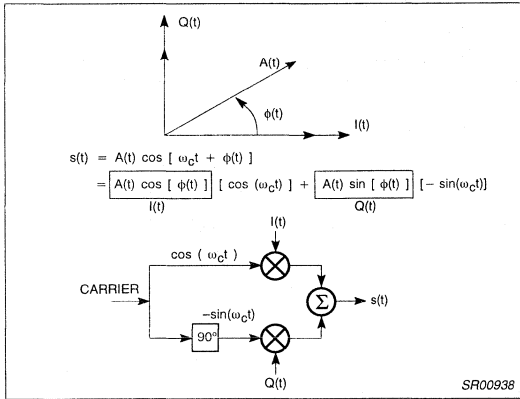 Q(t)
A(t)
ϕ(t)
I(t)
s(t) = A(t) cos [ ω_c t + ϕ(t) ]
= A(t) cos [ ϕ(t) ] [ cos (ω_c t) ] + A(t) sin [ ϕ(t) ] [– sin(ω_c t)}
I(t) Q(t)
I(t)
cos ( ω_c t )
CARRIER
Σ
s(t)
–sin(ω_c t)
90°
Q(t)
SR00938